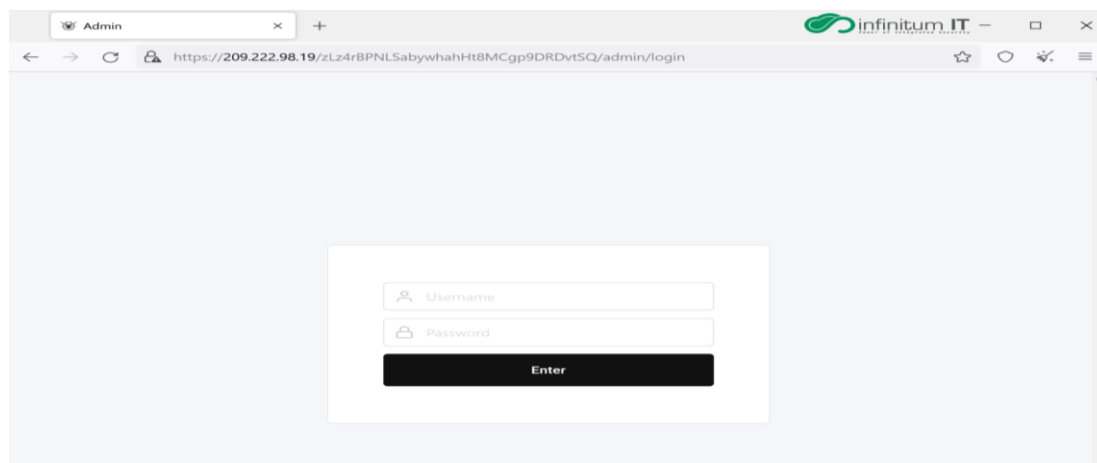 Admin
infinitum IT
https://209.222.98.19/zLz4rBPNLSabywhahHt8MCgp9DRDvtSQ/admin/login
Username
Password
Enter